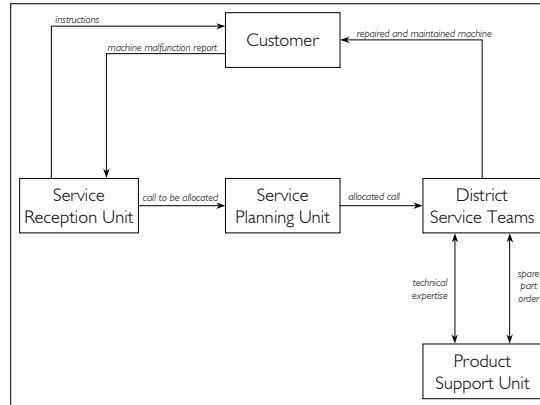 instructions
Customer
machine malfunction report
repaired and maintained machine
Service
Reception Unit
call to be allocated
Service
Planning Unit
allocated call
District
Service Teams
technical
expertise
spare
part
order
Product
Support Unit